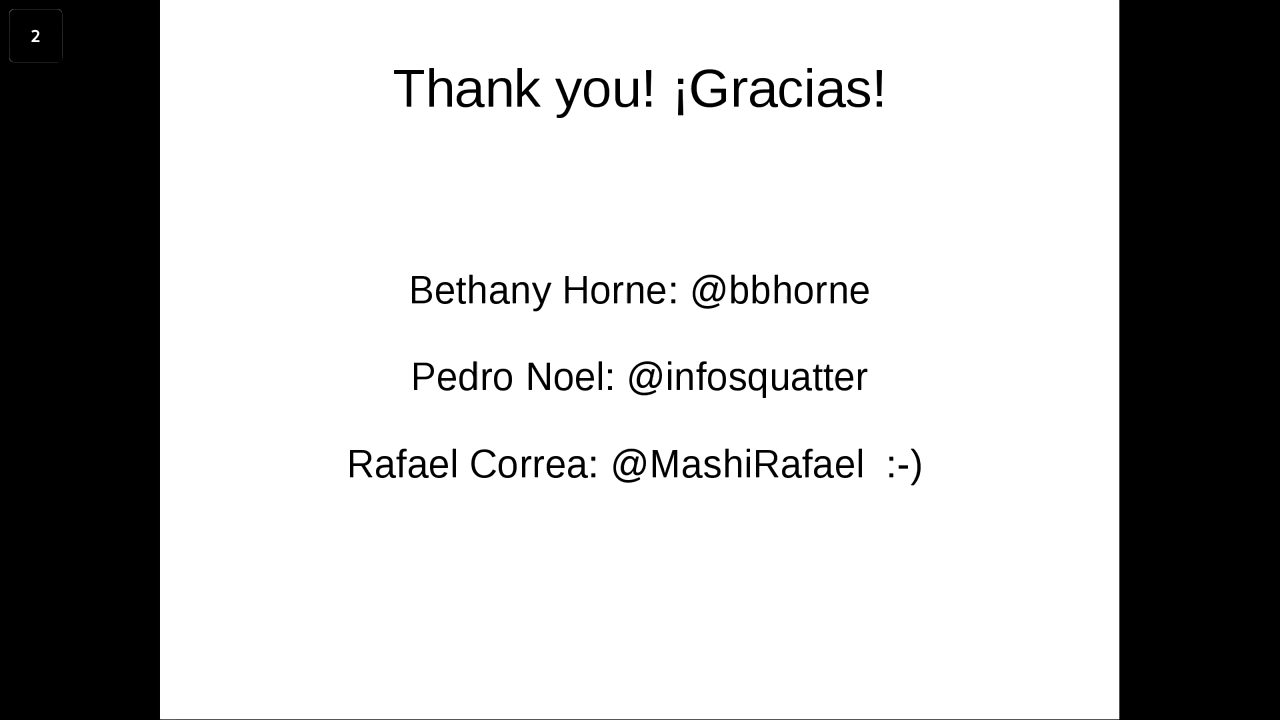 2
Thank you! ¡Gracias!
Bethany Horne: @bbhorne
Pedro Noel: @infosquatter
Rafael Correa: @MashiRafael :-)